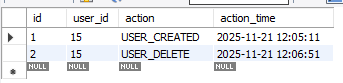 id user_id action action_time
1 15 USER_CREATED 2025-11-21 12:05:11
2 15 USER_DELETE 2025-11-21 12:06:51
NULL NULL NULL NULL